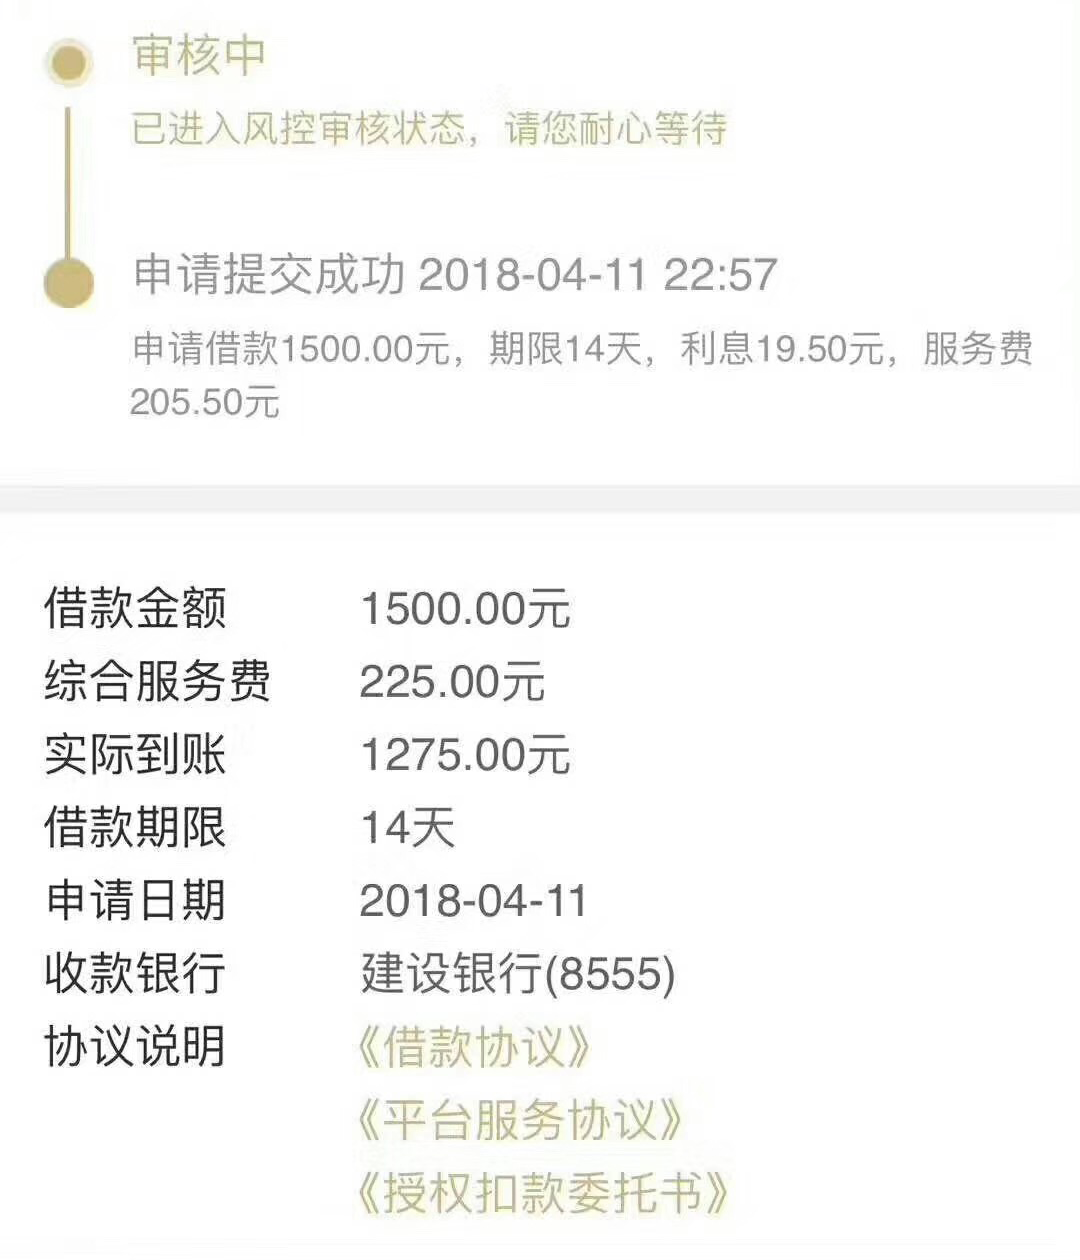 审核中
已进入风控审核状态，请您耐心等待
申请提交成功 2018-04-11 22:57
申请借款1500.00元，期限14天，利息19.50元，服务费
205.50元
借款金额 1500.00元
综合服务费 225.00元
实际到账 1275.00元
借款期限 14天
申请日期 2018-04-11
收款银行 建设银行(8555)
协议说明 《借款协议》
《平台服务协议》
《授权扣款委托书》